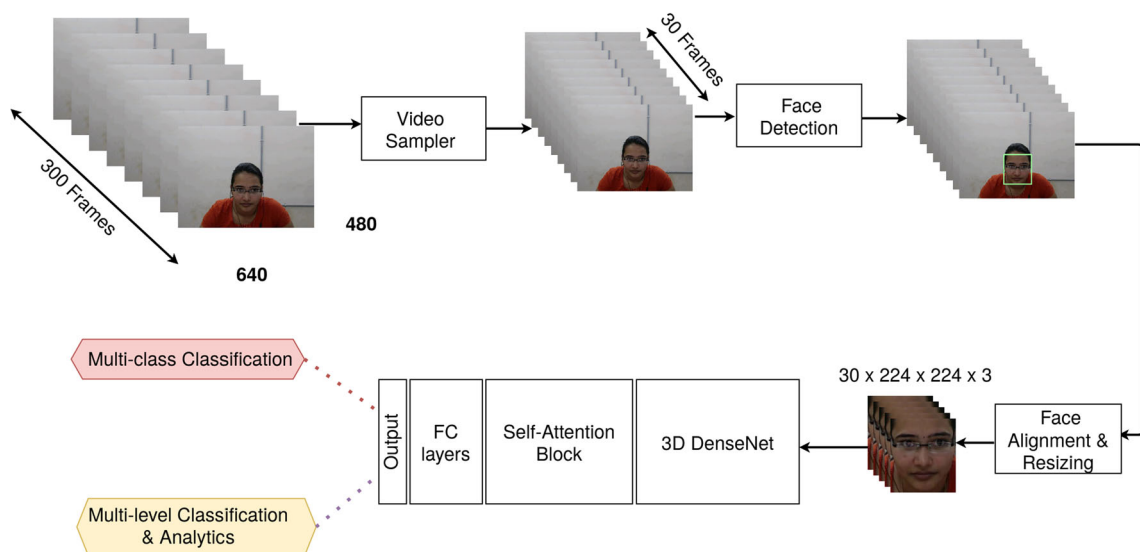 300 Frames
640
480
Video
Sampler
30 Frames
Face
Detection
Face
Alignment &
Resizing
30 x 224 x 224 x 3
3D DenseNet
Self-Attention
Block
FC
layers
Output
Multi-class Classification
Multi-level Classification
& Analytics